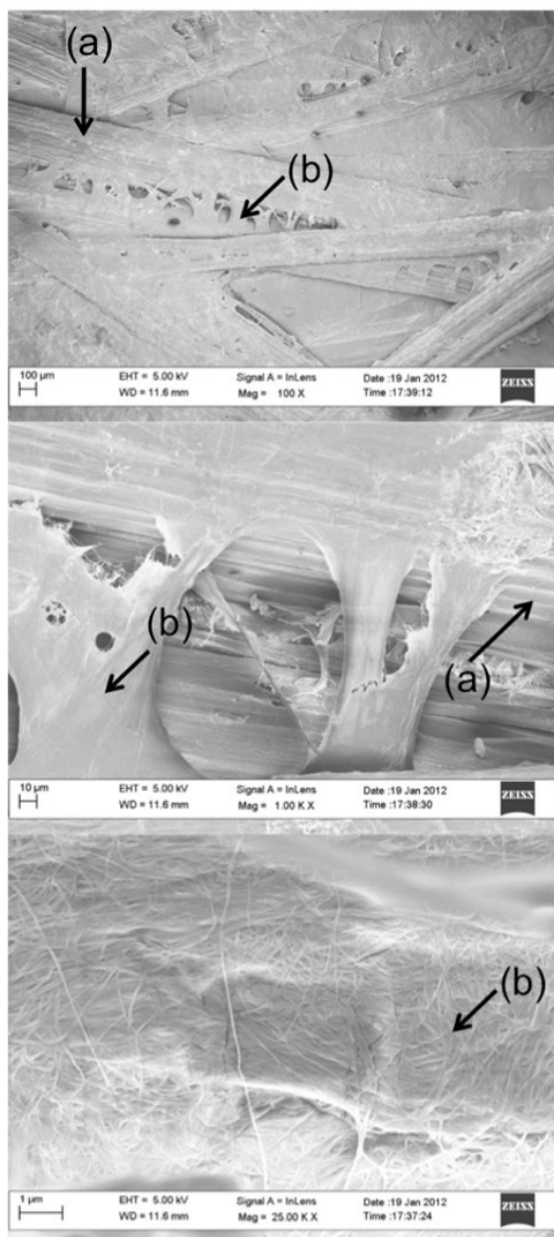 (a)
(b)
100 µm
EHT = 5.00 kV
WD = 11.6 mm
Signal A = InLens
Mag = 100 X
Date :19 Jan 2012
Time :17:39:12
ZEISS
(b)
(a)
10 µm
EHT = 5.00 kV
WD = 11.6 mm
Signal A = InLens
Mag = 1.00 K X
Date :19 Jan 2012
Time :17:38:30
ZEISS
(b)
1 µm
EHT = 5.00 kV
WD = 11.6 mm
Signal A = InLens
Mag = 25.00 K X
Date :19 Jan 2012
Time :17:37:24
ZEISS